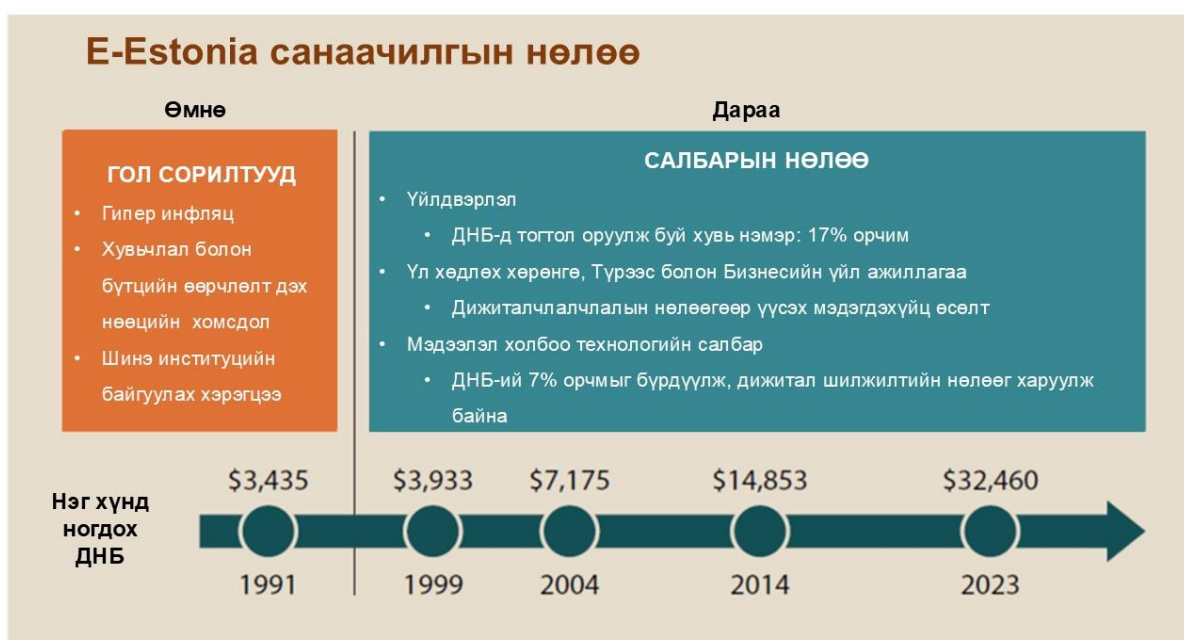 E-Estonia санаачилгын нөлөө
Өмнө
Дараа
ГОЛ СОРИЛТУУД
• Гипер инфляц
• Хувьчлал болон
бүтцийн өөрчлөлт дэх
нөөцийн хомсдол
• Шинэ институцийн
байгуулах хэрэгцээ
САЛБАРЫН НӨЛӨӨ
• Үйлдвэрлэл
• ДНБ-д тогтол оруулж буй хувь нэмэр: 17% орчим
• Үл хөдлөх хөрөнгө, Түрээс болон Бизнесийн үйл ажиллагаа
• Дижиталчлалчлалын нөлөөгөөр үүсэх мэдэгдэхүйц өсөлт
• Мэдээлэл холбоо технологийн салбар
• ДНБ-ий 7% орчмыг бүрдүүлж, дижитал шилжилтийн нөлөөг харуулж
байна
Нэг хүнд
ногдох
ДНБ
$3,435
$3,933
$7,175
$14,853
$32,460
1991
1999
2004
2014
2023